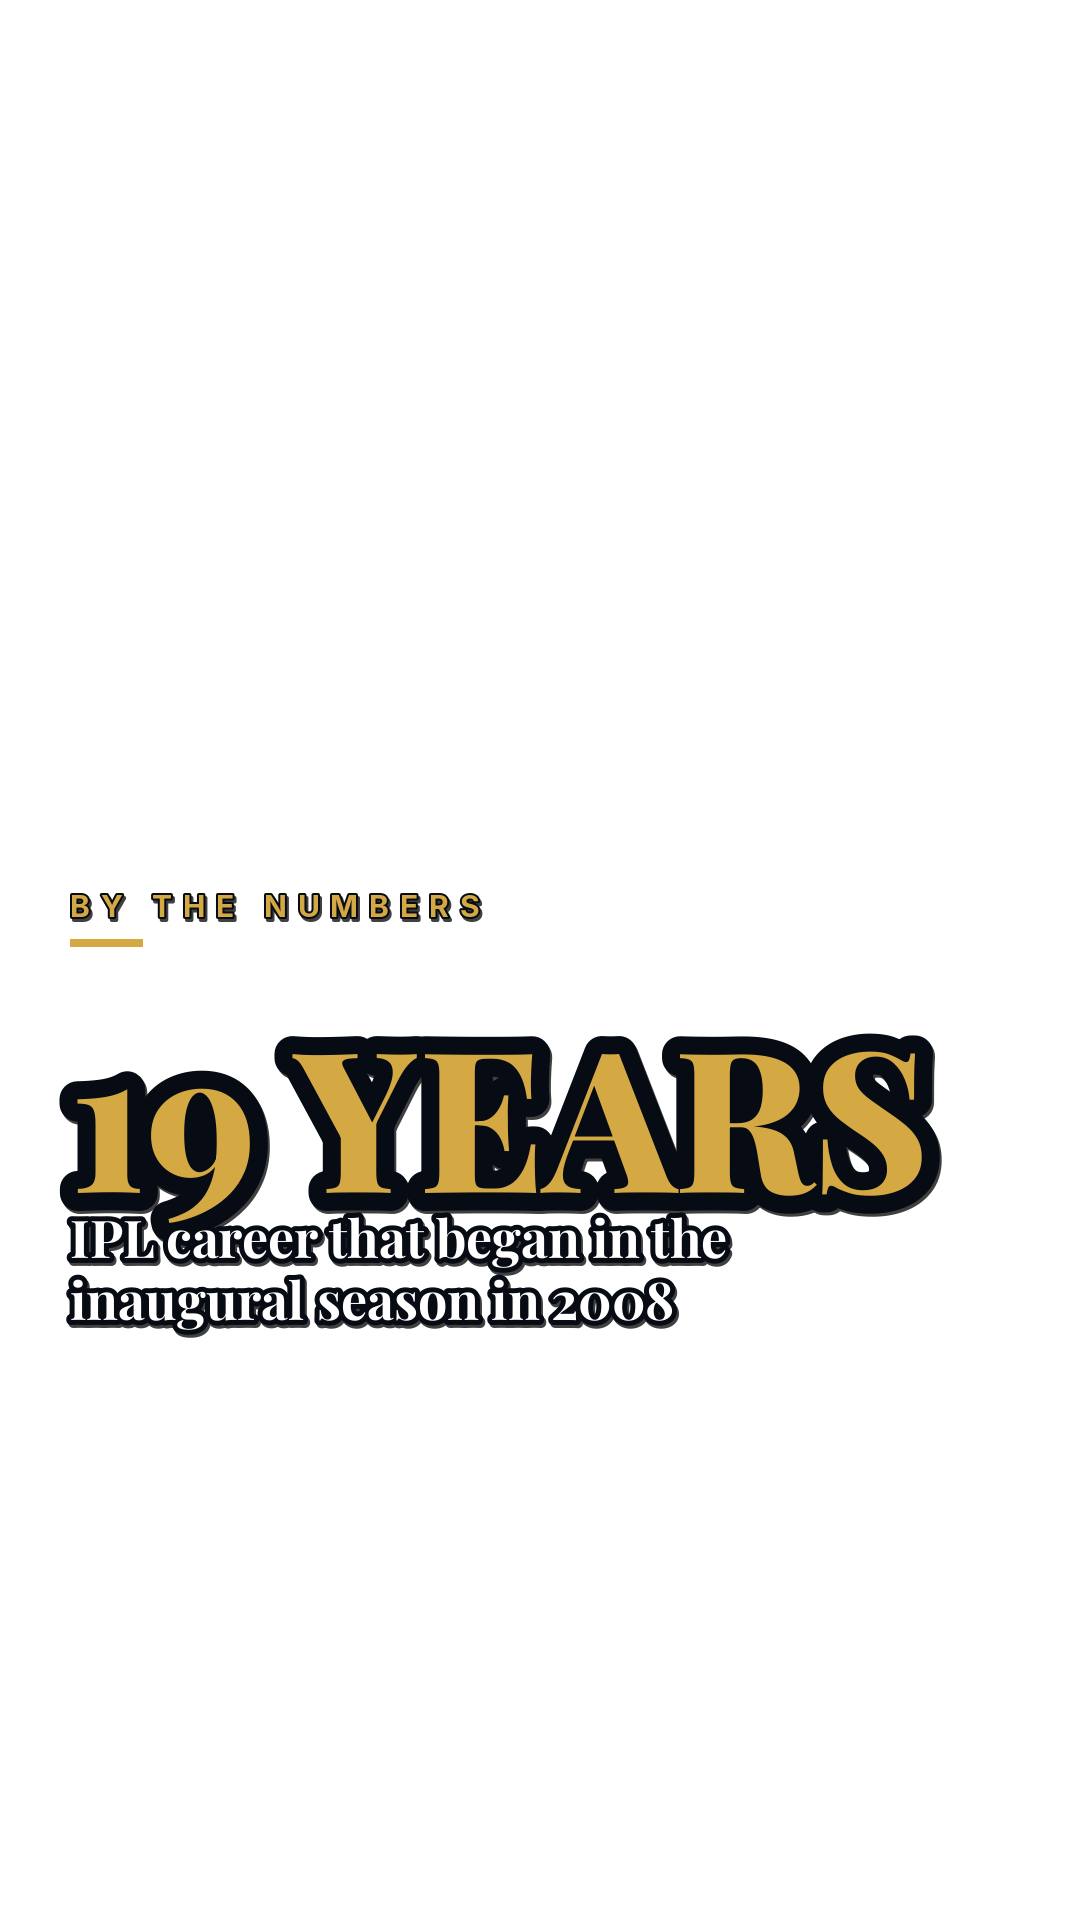 BY THE NUMBERS
19 YEARS
IPL career that began in the
inaugural season in 2008